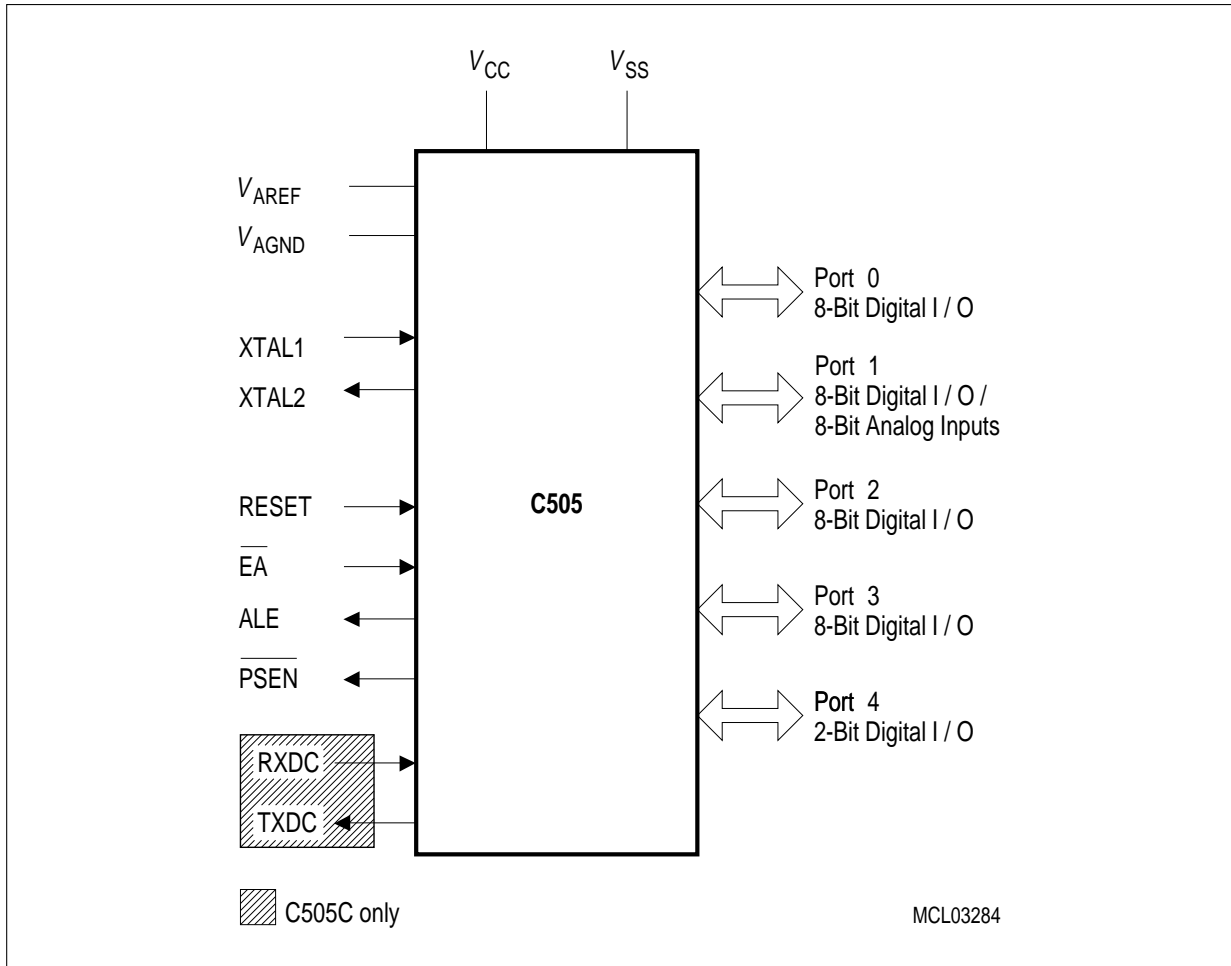 VCC
VSS
VAREF
VAGND
XTAL1
XTAL2
RESET
EA
ALE
PSEN
RXDC
TXDC
C505
Port 0
8-Bit Digital I / O
Port 1
8-Bit Digital I / O /
8-Bit Analog Inputs
Port 2
8-Bit Digital I / O
Port 3
8-Bit Digital I / O
Port 4
2-Bit Digital I / O
C505C only
MCL03284